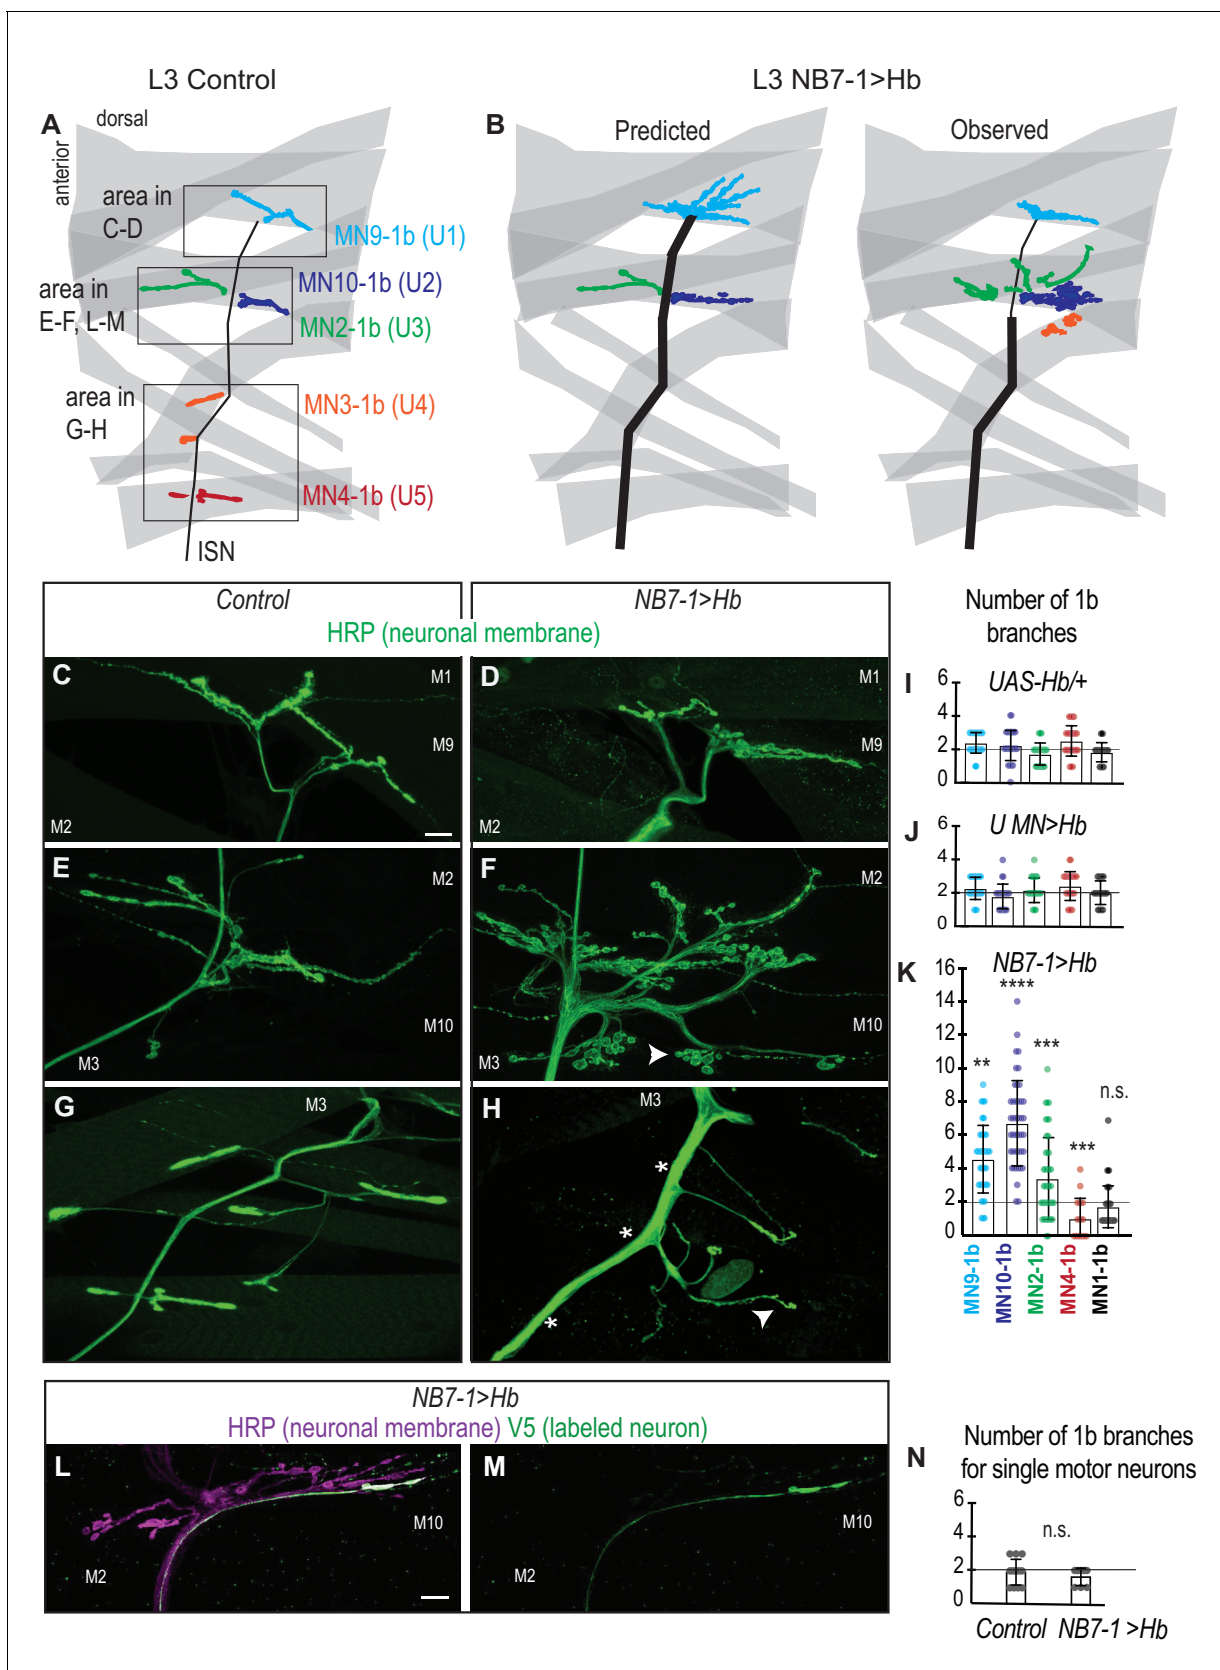 L3 Control
L3 NB7-1>Hb
A
dorsal
anterior
area in
C-D
MN9-1b (U1)
area in
E-F, L-M
MN10-1b (U2)
MN2-1b (U3)
area in
G-H
MN3-1b (U4)
MN4-1b (U5)
ISN
B
Predicted
Observed
Control
NB7-1>Hb
HRP (neuronal membrane)
C
M1
M9
M2
D
M1
M9
M2
E
M2
M10
M3
F
M2
M10
M3
G
M3
H
M3
*
*
*
Number of 1b
branches
I
UAS-Hb/+
6
4
2
0
J
U MN>Hb
6
4
2
0
K
NB7-1>Hb
16
14
12
10
8
6
4
2
0
**
****
***
***
n.s.
MN9-1b
MN10-1b
MN2-1b
MN4-1b
MN1-1b
NB7-1>Hb
HRP (neuronal membrane) V5 (labeled neuron)
L
M10
M2
M
M10
M2
N
Number of 1b branches
for single motor neurons
6
4
2
0
n.s.
Control NB7-1 >Hb